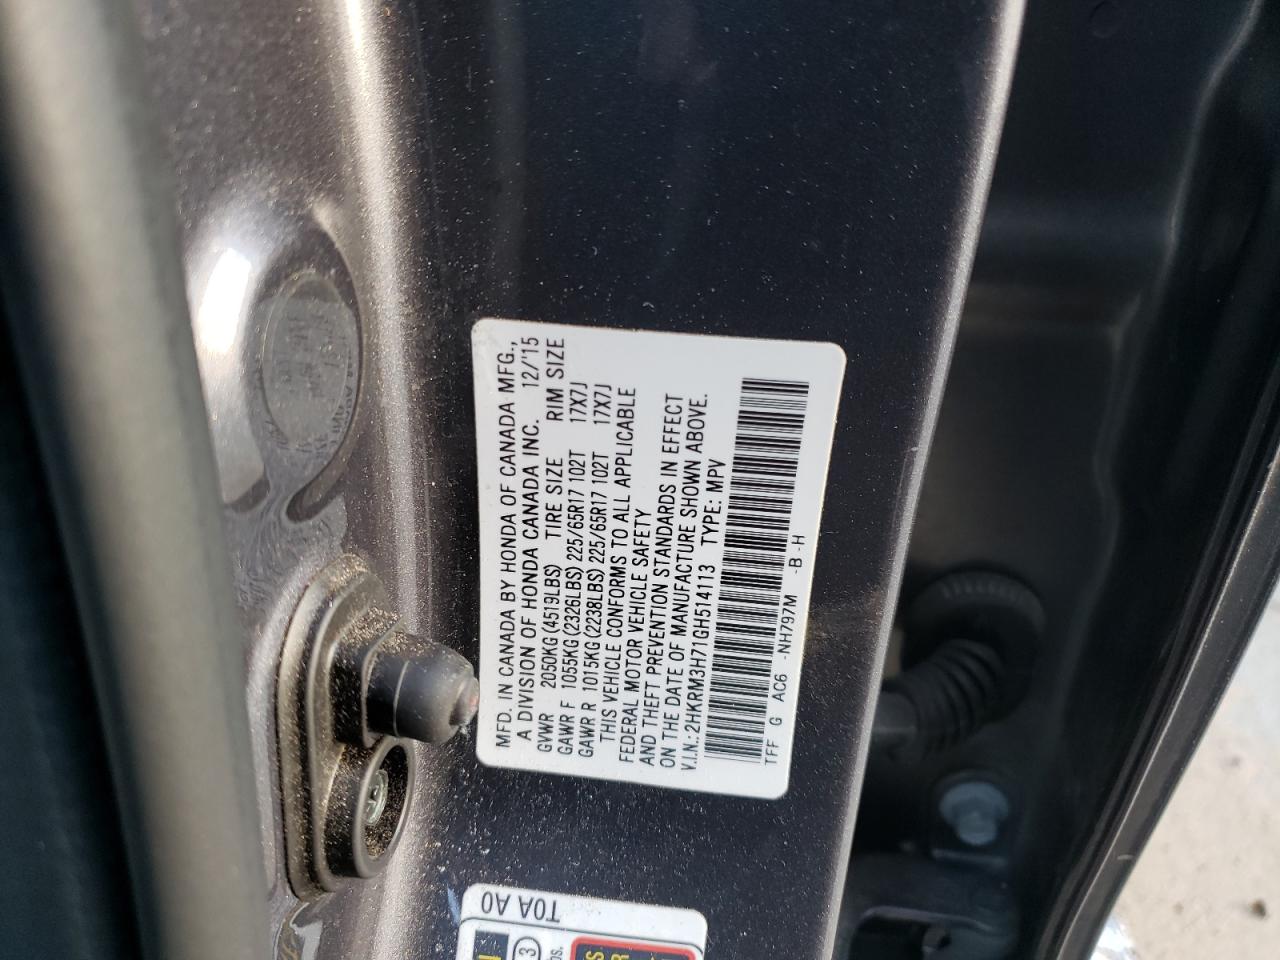 MFD. IN CANADA BY HONDA OF CANADA MFG.,
A DIVISION OF HONDA CANADA INC. 12/'15
GVWR 2050KG (4519LBS) TIRE SIZE RIM SIZE
GAWR F 1055KG (2326LBS) 225/65R17 102T 17X7J
GAWR R 1015KG (2238LBS) 225/65R17 102T 17X7J
THIS VEHICLE CONFORMS TO ALL APPLICABLE
FEDERAL MOTOR VEHICLE SAFETY
AND THEFT PREVENTION STANDARDS IN EFFECT
ON THE DATE OF MANUFACTURE SHOWN ABOVE.
V.I.N.: 2HKRM3H71GH514113 TYPE: MPV
TFF G AC6 -NH797M -B -H
T0A A0
3